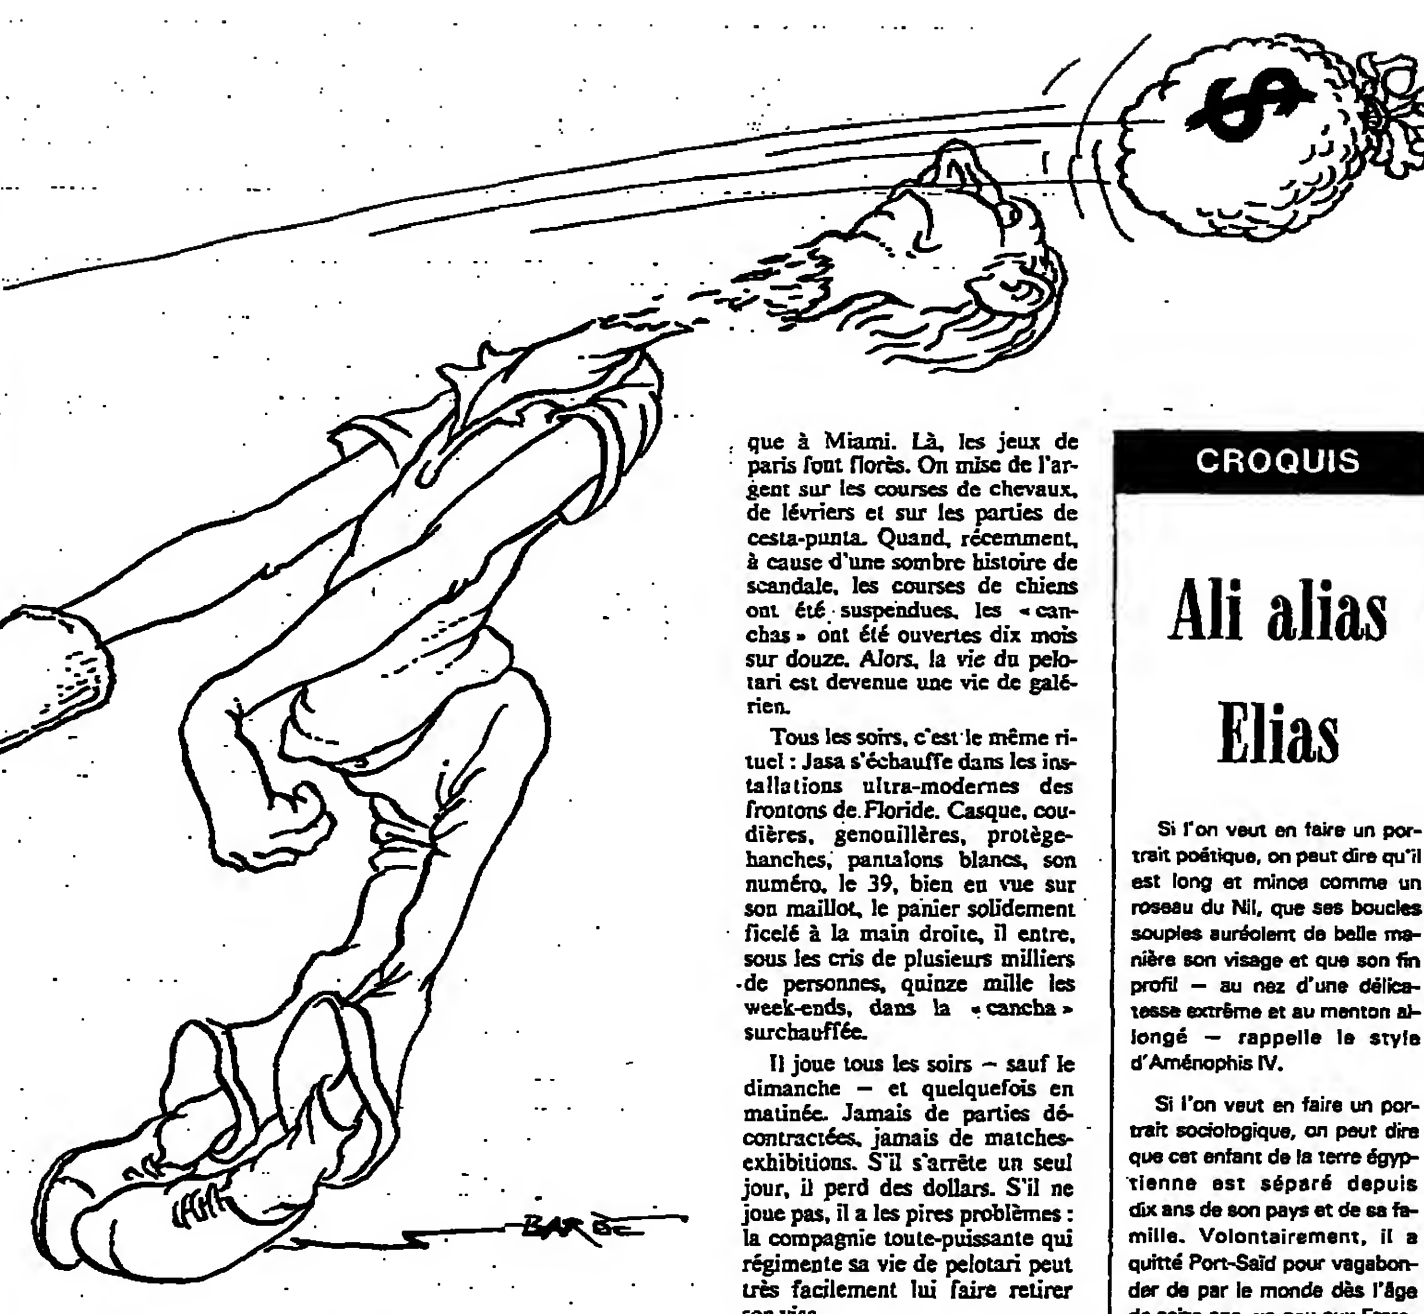 $
BARBE
que à Miami. Là, les jeux de
paris font florès. On mise de l'ar-
gent sur les courses de chevaux,
de lévriers et sur les parties de
cesta-punta. Quand, récemment,
à cause d'une sombre histoire de
scandale, les courses de chiens
ont été suspendues, les « can-
chas » ont été ouvertes dix mois
sur douze. Alors, la vie du pelo-
tari est devenue une vie de galé-
rien.
Tous les soirs, c'est le même ri-
tuel : Jasa s'échauffe dans les ins-
tallations ultra-modernes des
frontons de Floride. Casque, cou-
dières, genouillères, protège-
hanches, pantalons blancs, son
numéro, le 39, bien en vue sur
son maillot, le panier solidement
ficelé à la main droite, il entre,
sous les cris de plusieurs milliers
de personnes, quinze mille les
week-ends, dans la « cancha »
surchauffée.
Il joue tous les soirs – sauf le
dimanche – et quelquefois en
matinée. Jamais de parties dé-
contractées, jamais de matches-
exhibitions. S'il s'arrête un seul
jour, il perd des dollars. S'il ne
joue pas, il a les pires problèmes :
la compagnie toute-puissante qui
régimente sa vie de pelotari peut
très facilement lui faire retirer
son visa
CROQUIS
Ali alias
Elias
Si l'on veut en faire un por-
trait poétique, on peut dire qu'il
est long et mince comme un
roseau du Nil, que ses boucles
souples auréolent de belle ma-
nière son visage et que son fin
profil – au nez d'une délica-
tesse extrême et au menton al-
longé – rappelle le style
d'Aménophis IV.
Si l'on veut en faire un por-
trait sociologique, on peut dire
que cet enfant de la terre égyp-
tienne est séparé depuis
dix ans de son pays et de sa fa-
mille. Volontairement, il a
quitté Port-Saïd pour vagabon-
der de par le monde dès l'âge